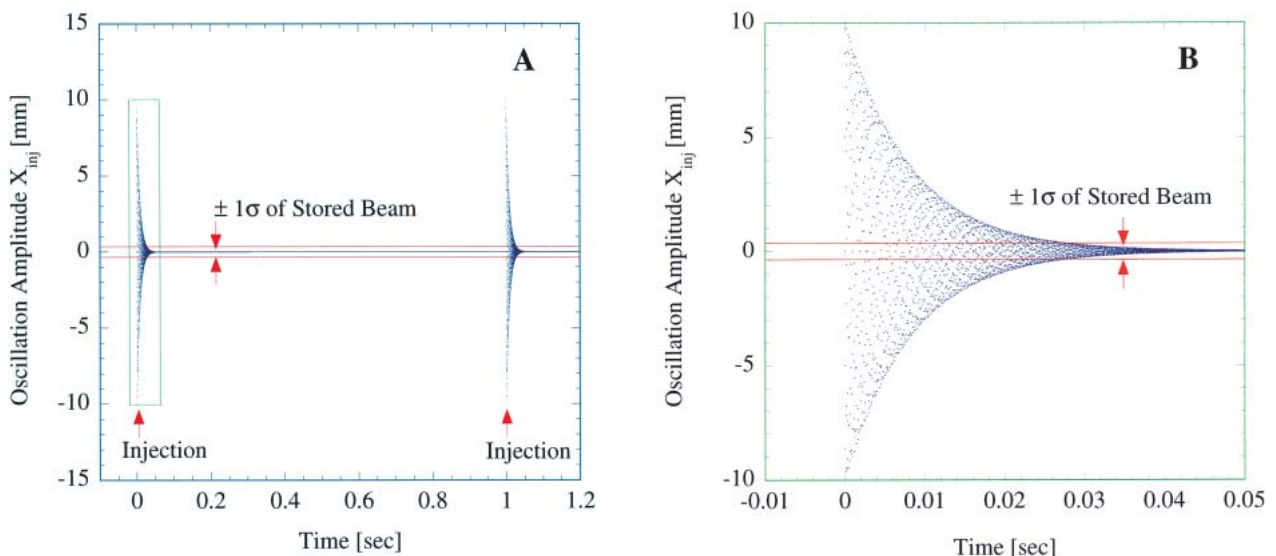 A
Oscillation Amplitude X_inj [mm]
15
10
5
0
-5
-10
-15
± 1σ of Stored Beam
Injection
Injection
0 0.2 0.4 0.6 0.8 1 1.2
Time [sec]
B
Oscillation Amplitude X_inj [mm]
10
5
0
-5
-10
± 1σ of Stored Beam
-0.01 0 0.01 0.02 0.03 0.04 0.05
Time [sec]